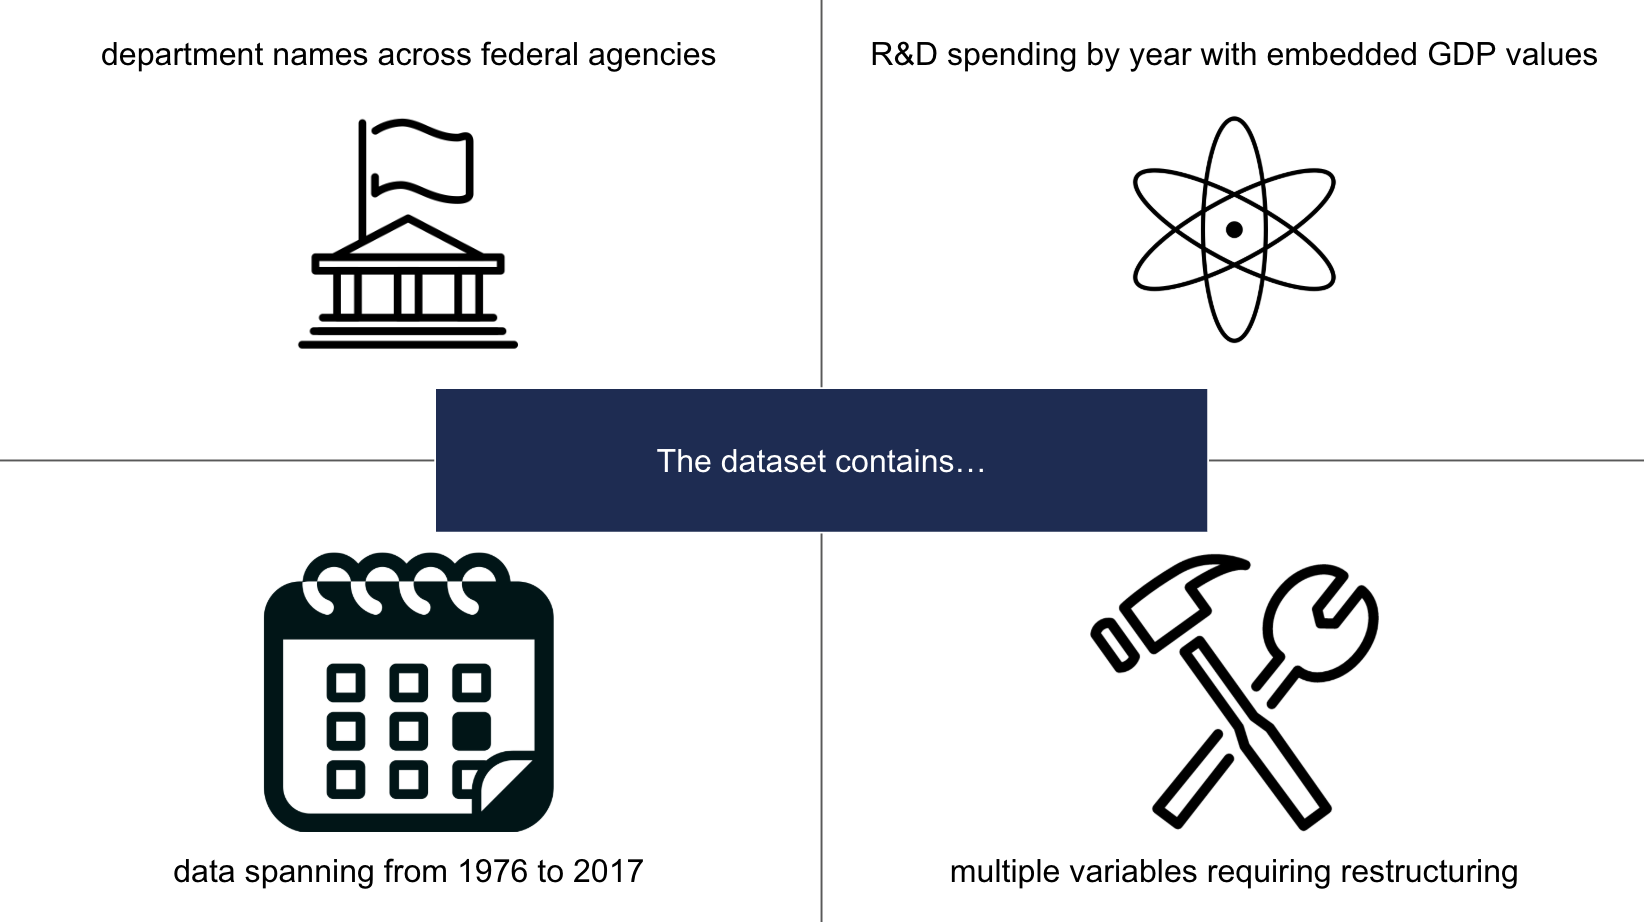 department names across federal agencies
R&D spending by year with embedded GDP values
The dataset contains…
data spanning from 1976 to 2017
multiple variables requiring restructuring